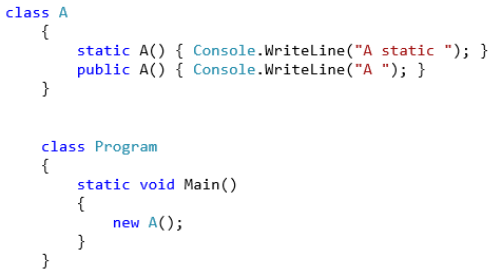 class A
{
static A() { Console.WriteLine("A static "); }
public A() { Console.WriteLine("A "); }
}
class Program
{
static void Main()
{
new A();
}
}